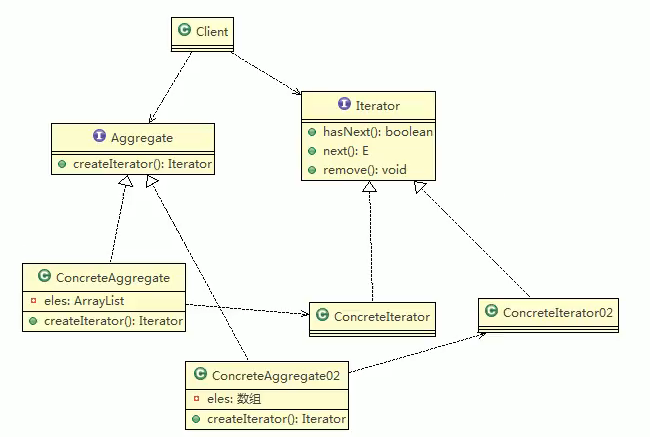 Client
Iterator
hasNext(): boolean
next(): E
remove(): void
Aggregate
createIterator(): Iterator
ConcreteAggregate
eles: ArrayList
createIterator(): Iterator
ConcreteIterator
ConcreteIterator02
ConcreteAggregate02
eles: 数组
createIterator(): Iterator